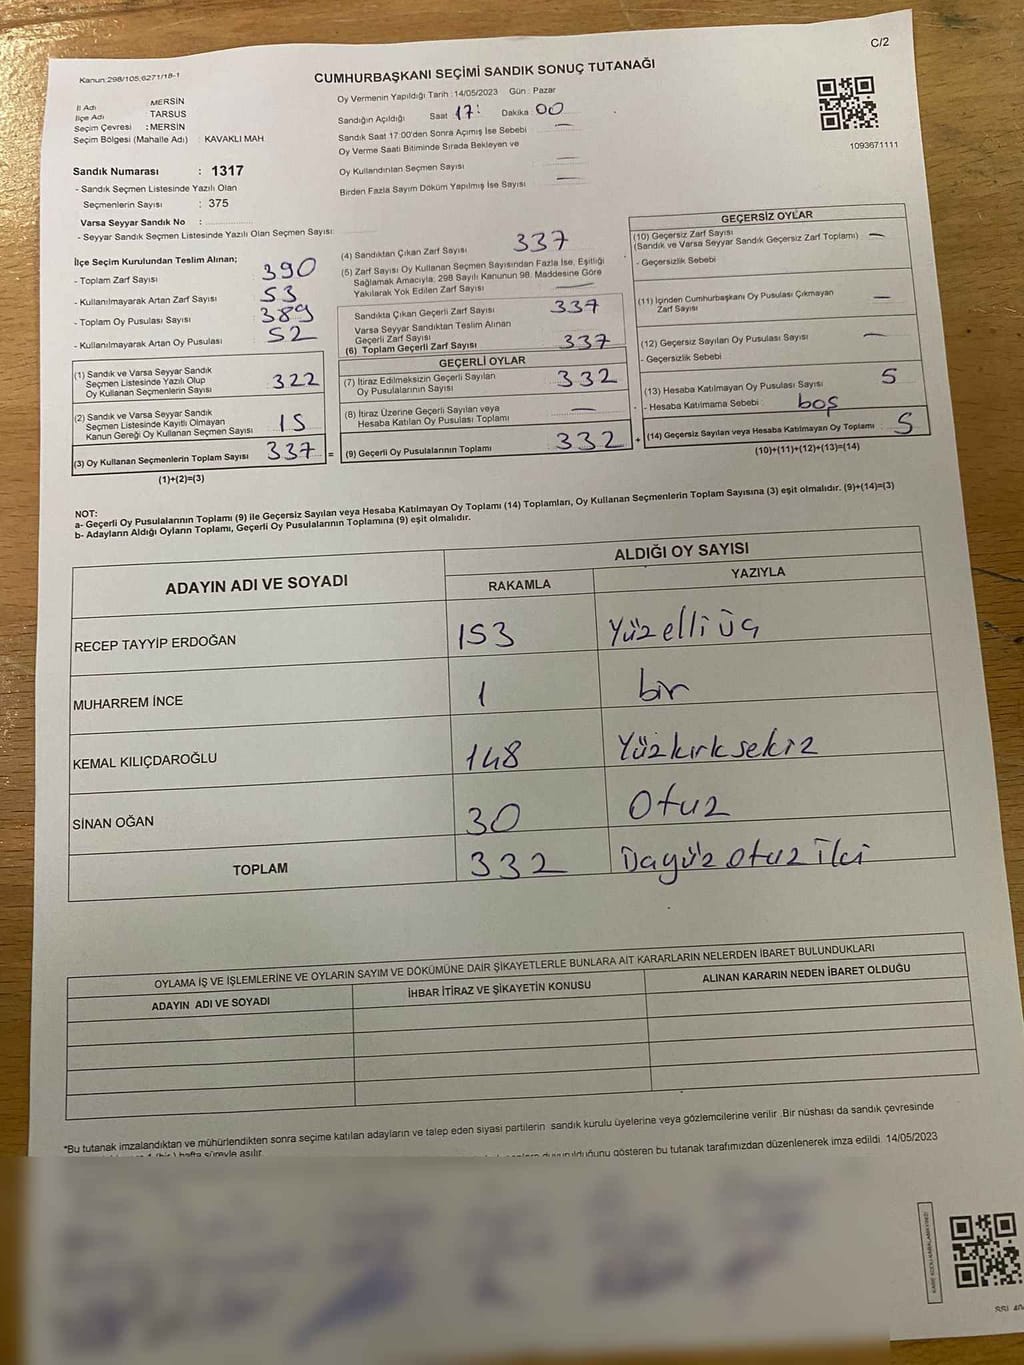 C/2
Kanun:298/105,6271/18-1
CUMHURBAŞKANI SEÇİMİ SANDIK SONUÇ TUTANAĞI
İl Adı : MERSİN
İlçe Adı : TARSUS
Seçim Çevresi : MERSİN
Seçim Bölgesi (Mahalle Adı) : KAVAKLI MAH
Oy Vermenin Yapıldığı Tarih : 14/05/2023 Gün : Pazar
Sandığın Açıldığı Saat 17: Dakika 00
Sandık Saat 17:00'den Sonra Açımış İse Sebebi —
Oy Verme Saati Bitiminde Sırada Bekleyen ve
Oy Kullandırılan Seçmen Sayısı —
Birden Fazla Sayım Döküm Yapılmış İse Sayısı —
1093671111
Sandık Numarası : 1317
- Sandık Seçmen Listesinde Yazılı Olan
Seçmenlerin Sayısı : 375
Varsa Seyyar Sandık No :
- Seyyar Sandık Seçmen Listesinde Yazılı Olan Seçmen Sayısı:
İlçe Seçim Kurulundan Teslim Alınan;
- Toplam Zarf Sayısı 390
- Kullanılmayarak Artan Zarf Sayısı 53
- Toplam Oy Pusulası Sayısı 389
- Kullanılmayarak Artan Oy Pusulası 52
(1) Sandık ve Varsa Seyyar Sandık
Seçmen Listesinde Yazılı Olup
Oy Kullanan Seçmenlerin Sayısı 322
(2) Sandık ve Varsa Seyyar Sandık
Seçmen Listesinde Kayıtlı Olmayan
Kanun Gereği Oy Kullanan Seçmen Sayısı 15
(3) Oy Kullanan Seçmenlerin Toplam Sayısı 337 =
(1)+(2)=(3)
(4) Sandıktan Çıkan Zarf Sayısı 337
(5) Zarf Sayısı Oy Kullanan Seçmen Sayısından Fazla İse, Eşitliği
Sağlamak Amacıyla; 298 Sayılı Kanunun 98. Maddesine Göre
Yakılarak Yok Edilen Zarf Sayısı —
Sandıkta Çıkan Geçerli Zarf Sayısı 337
Varsa Seyyar Sandıktan Teslim Alınan
Geçerli Zarf Sayısı
(6) Toplam Geçerli Zarf Sayısı 337
GEÇERLİ OYLAR
(7) İtiraz Edilmeksizin Geçerli Sayılan
Oy Pusulalarının Sayısı 332
(8) İtiraz Üzerine Geçerli Sayılan veya
Hesaba Katılan Oy Pusulası Toplamı —
(9) Geçerli Oy Pusulalarının Toplamı 332 +
GEÇERSİZ OYLAR
(10) Geçersiz Zarf Sayısı
(Sandık ve Varsa Seyyar Sandık Geçersiz Zarf Toplamı) —
- Geçersizlik Sebebi
(11) İçinden Cumhurbaşkanı Oy Pusulası Çıkmayan
Zarf Sayısı —
(12) Geçersiz Sayılan Oy Pusulası Sayısı —
- Geçersizlik Sebebi
(13) Hesaba Katılmayan Oy Pusulası Sayısı 5
- Hesaba Katılmama Sebebi : boş
(14) Geçersiz Sayılan veya Hesaba Katılmayan Oy Toplamı 5
(10)+(11)+(12)+(13)=(14)
NOT:
a- Geçerli Oy Pusulalarının Toplamı (9) ile Geçersiz Sayılan veya Hesaba Katılmayan Oy Toplamı (14) Toplamları, Oy Kullanan Seçmenlerin Toplam Sayısına (3) eşit olmalıdır. (9)+(14)=(3)
b- Adayların Aldığı Oyların Toplamı, Geçerli Oy Pusulalarının Toplamına (9) eşit olmalıdır.
ADAYIN ADI VE SOYADI
ALDIĞI OY SAYISI
RAKAMLA YAZIYLA
RECEP TAYYİP ERDOĞAN 153 Yüz elli üç
MUHARREM İNCE 1 bir
KEMAL KILIÇDAROĞLU 148 Yüzkırksekiz
SİNAN OĞAN 30 Otuz
TOPLAM 332 Üçyüz otuz iki
OYLAMA İŞ VE İŞLEMLERİNE VE OYLARIN SAYIM VE DÖKÜMÜNE DAİR ŞİKAYETLERLE BUNLARA AİT KARARLARIN NELERDEN İBARET BULUNDUKLARI
ADAYIN ADI VE SOYADI İHBAR İTİRAZ VE ŞİKAYETİN KONUSU ALINAN KARARIN NEDEN İBARET OLDUĞU
*Bu tutanak imzalandıktan ve mühürlendikten sonra seçime katılan adayların ve talep eden siyasi partilerin sandık kurulu üyelerine veya gözlemcilerine verilir .Bir nüshası da sandık çevresinde
hafta süreyle asılır.
duyurulduğunu gösteren bu tutanak tarafımızdan düzenlenerek imza edildi. 14/05/2023